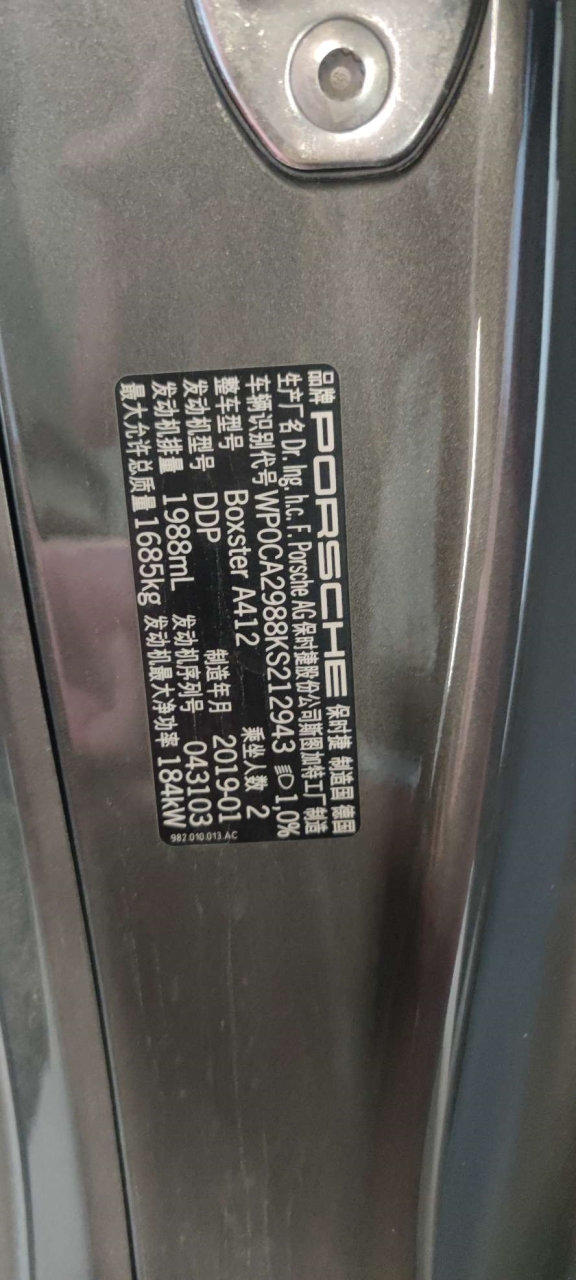 品牌 PORSCHE 保时捷 制造国 德国
生产厂名 Dr. Ing. h.c. F. Porsche AG 保时捷股份公司斯图加特工厂制造
车辆识别代号 WP0CA2988KS212943 1,0%
整车型号 Boxster A412 乘坐人数 2
发动机型号 DDP 制造年月 2019-01
发动机排量 1988mL 发动机序列号 043103
最大允许总质量 1685kg 发动机最大净功率 184kW
982.010.013.AC